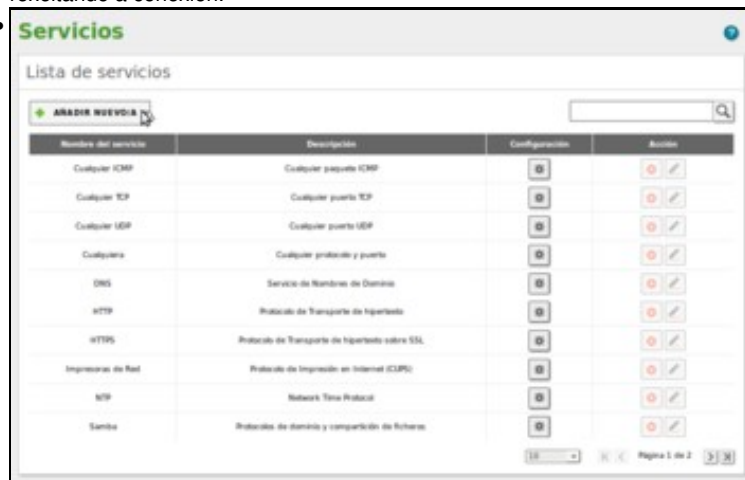 Servicios
Lista de servicios
AÑADIR NUEVO/A
Nombre del servicio Descripción Configuración Acción
Cualquier ICMP Cualquier paquete ICMP
Cualquier TCP Cualquier puerto TCP
Cualquier UDP Cualquier puerto UDP
Cualquiera Cualquier protocolo y puerto
DNS Servicio de Nombres de Dominio
HTTP Protocolo de Transporte de hipertexto
HTTPS Protocolo de Transporte de hipertexto sobre SSL
Impresoras de Red Protocolo de Impresión en Internet (CUPS)
NTP Network Time Protocol
Samba Protocolos de dominio y compartición de ficheros
10 Página 1 de 2